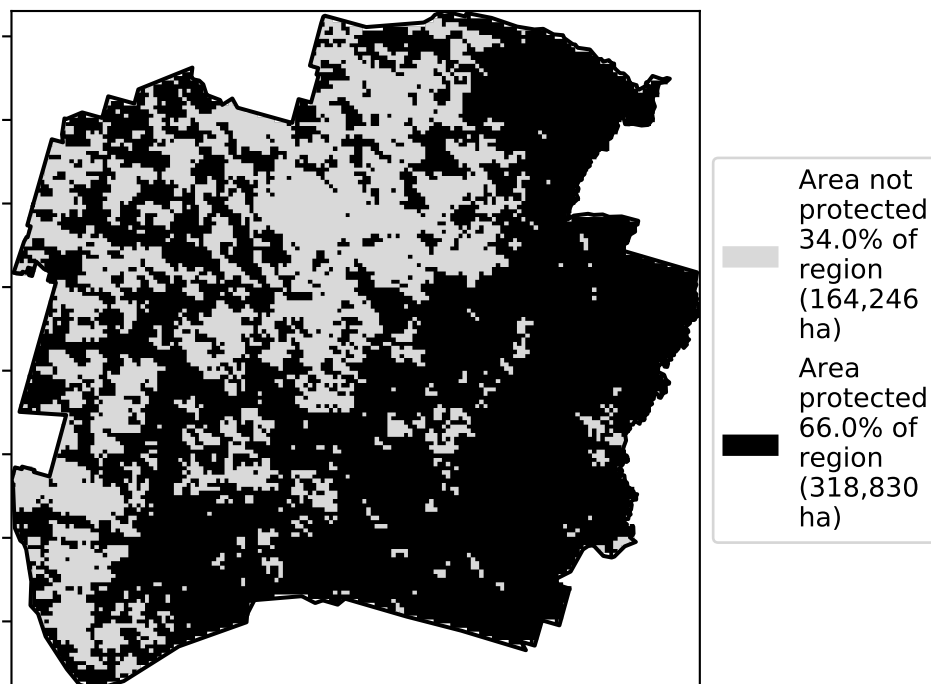 Area not
protected
34.0% of
region
(164,246
ha)
Area
protected
66.0% of
region
(318,830
ha)